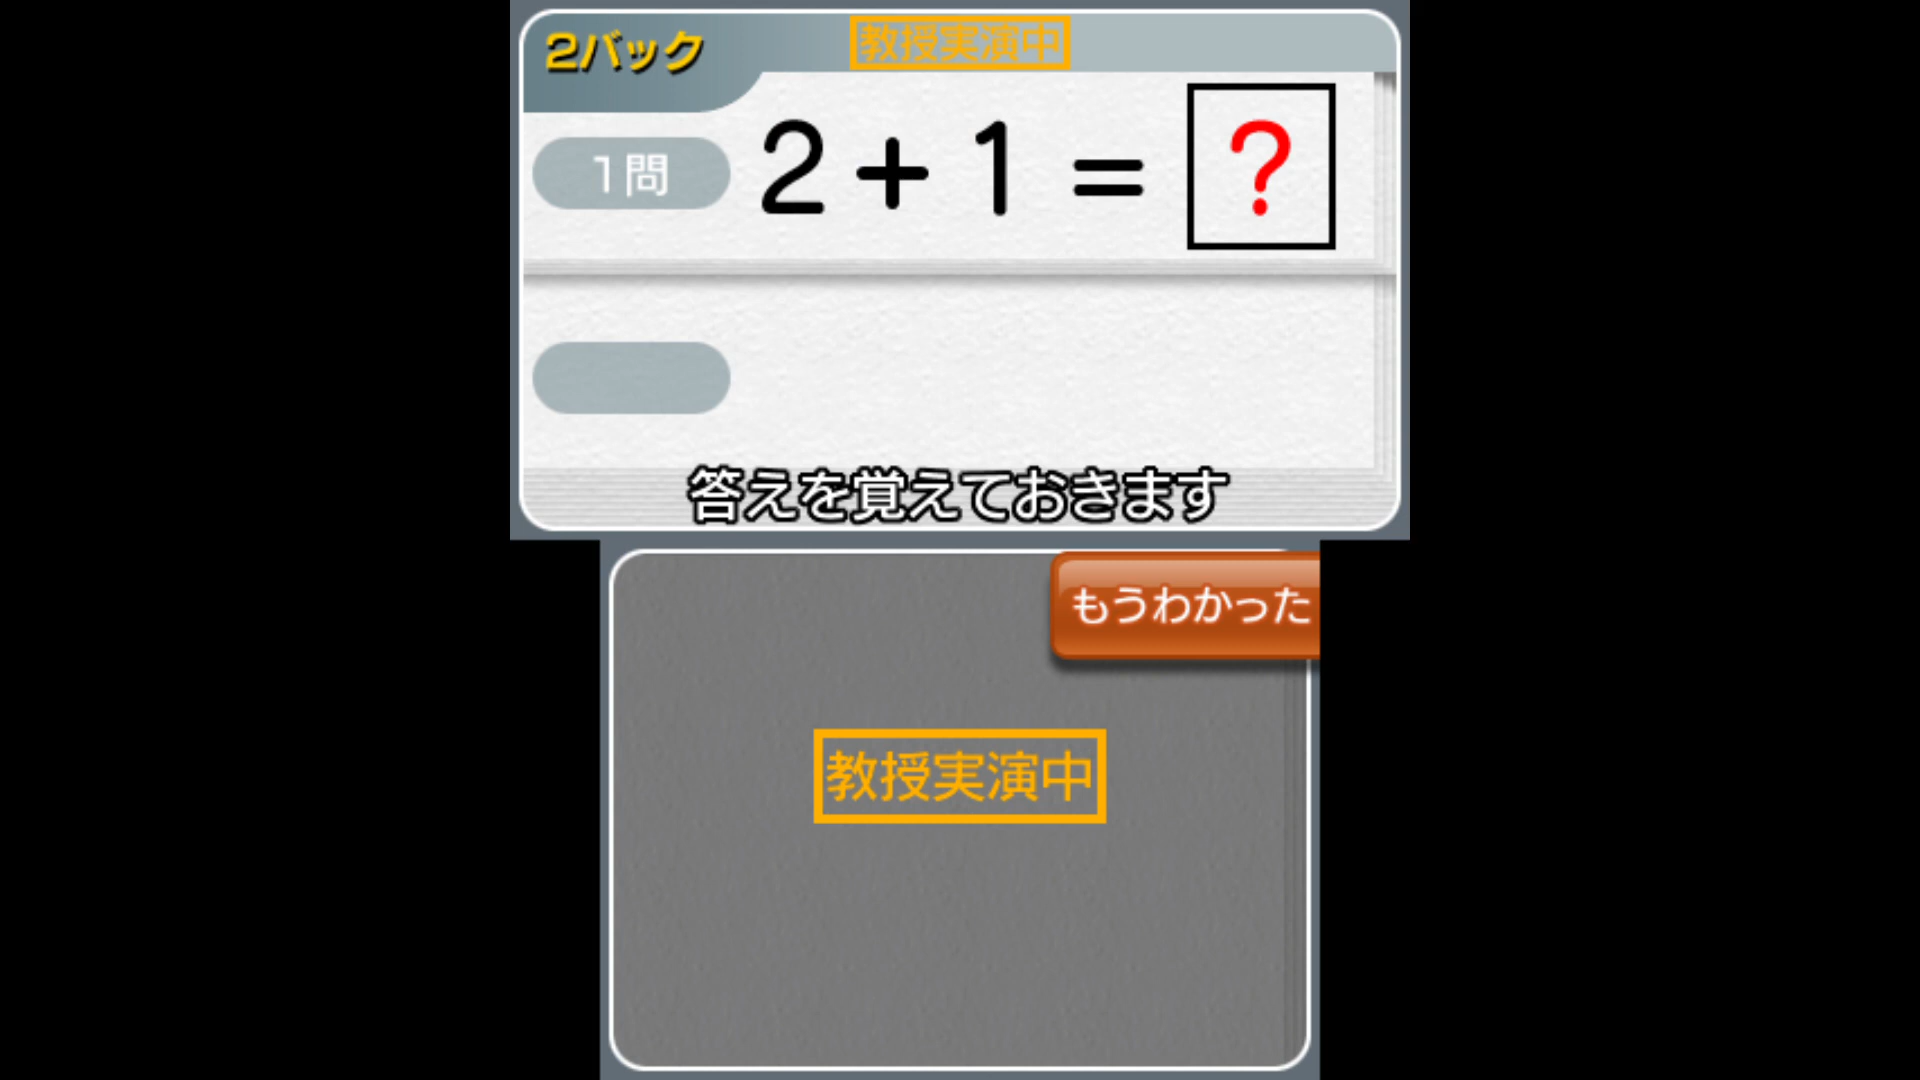 2バック
教授実演中
1問
2+1=?
答えを覚えておきます
もうわかった
教授実演中